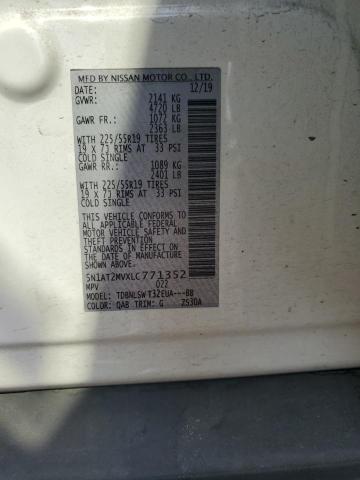 MFD BY NISSAN MOTOR CO., LTD.
DATE: 12/19
GVWR: 2141 KG
4720 LB
GAWR FR.: 1072 KG
2363 LB
WITH 225/55R19 TIRES
19 X 7J RIMS AT 33 PSI
COLD SINGLE
GAWR RR.: 1089 KG
2401 LB
WITH 225/55R19 TIRES
19 X 7J RIMS AT 33 PSI
COLD SINGLE
THIS VEHICLE CONFORMS
TO ALL APPLICABLE
FEDERAL MOTOR VEHICLE
SAFETY AND THEFT
PREVENTION STANDARDS
IN EFFECT ON THE DATE
OF MANUFACTURE SHOWN
ABOVE.
5N1AT2MVXLC771352
MPV 022
MODEL: TDBNLSWT32EUA---BB
COLOR: QAB TRIM: G ZS30A